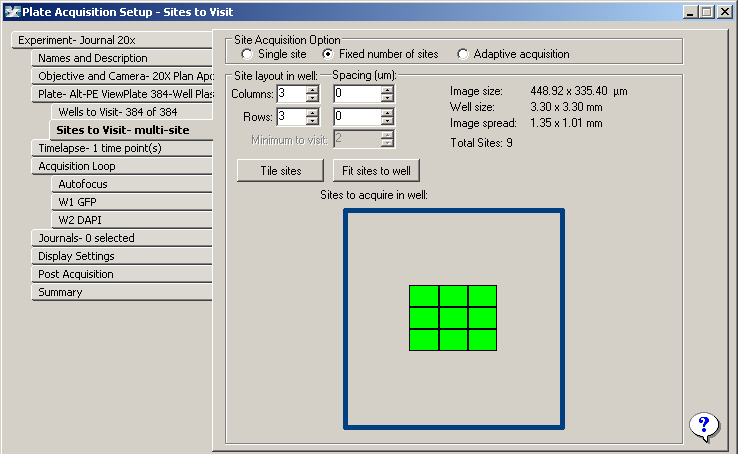 Plate Acquisition Setup - Sites to Visit
Experiment- Journal 20x
Names and Description
Objective and Camera- 20X Plan Apo
Plate- Alt-PE ViewPlate 384-Well Plas
Wells to Visit- 384 of 384
Sites to Visit- multi-site
Timelapse- 1 time point(s)
Acquisition Loop
Autofocus
W1 GFP
W2 DAPI
Journals- 0 selected
Display Settings
Post Acquisition
Summary
Site Acquisition Option
Single site Fixed number of sites Adaptive acquisition
Site layout in well: Spacing (um):
Columns: 3 0
Rows: 3 0
Minimum to visit: 2
Image size: 448.92 x 335.40 µm
Well size: 3.30 x 3.30 mm
Image spread: 1.35 x 1.01 mm
Total Sites: 9
Tile sites Fit sites to well
Sites to acquire in well:
?